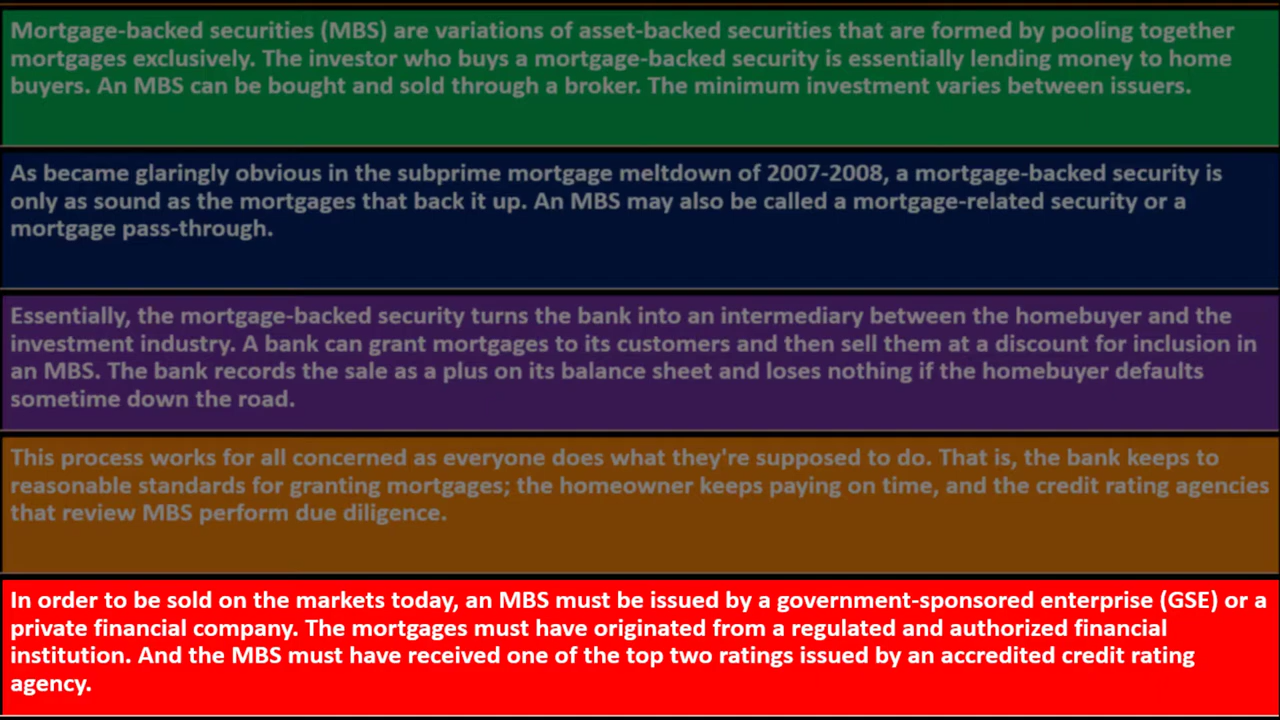 Mortgage-backed securities (MBS) are variations of asset-backed securities that are formed by pooling together
mortgages exclusively. The investor who buys a mortgage-backed security is essentially lending money to home
buyers. An MBS can be bought and sold through a broker. The minimum investment varies between issuers.
As became glaringly obvious in the subprime mortgage meltdown of 2007-2008, a mortgage-backed security is
only as sound as the mortgages that back it up. An MBS may also be called a mortgage-related security or a
mortgage pass-through.
Essentially, the mortgage-backed security turns the bank into an intermediary between the homebuyer and the
investment industry. A bank can grant mortgages to its customers and then sell them at a discount for inclusion in
an MBS. The bank records the sale as a plus on its balance sheet and loses nothing if the homebuyer defaults
sometime down the road.
This process works for all concerned as everyone does what they're supposed to do. That is, the bank keeps to
reasonable standards for granting mortgages; the homeowner keeps paying on time, and the credit rating agencies
that review MBS perform due diligence.
In order to be sold on the markets today, an MBS must be issued by a government-sponsored enterprise (GSE) or a
private financial company. The mortgages must have originated from a regulated and authorized financial
institution. And the MBS must have received one of the top two ratings issued by an accredited credit rating
agency.